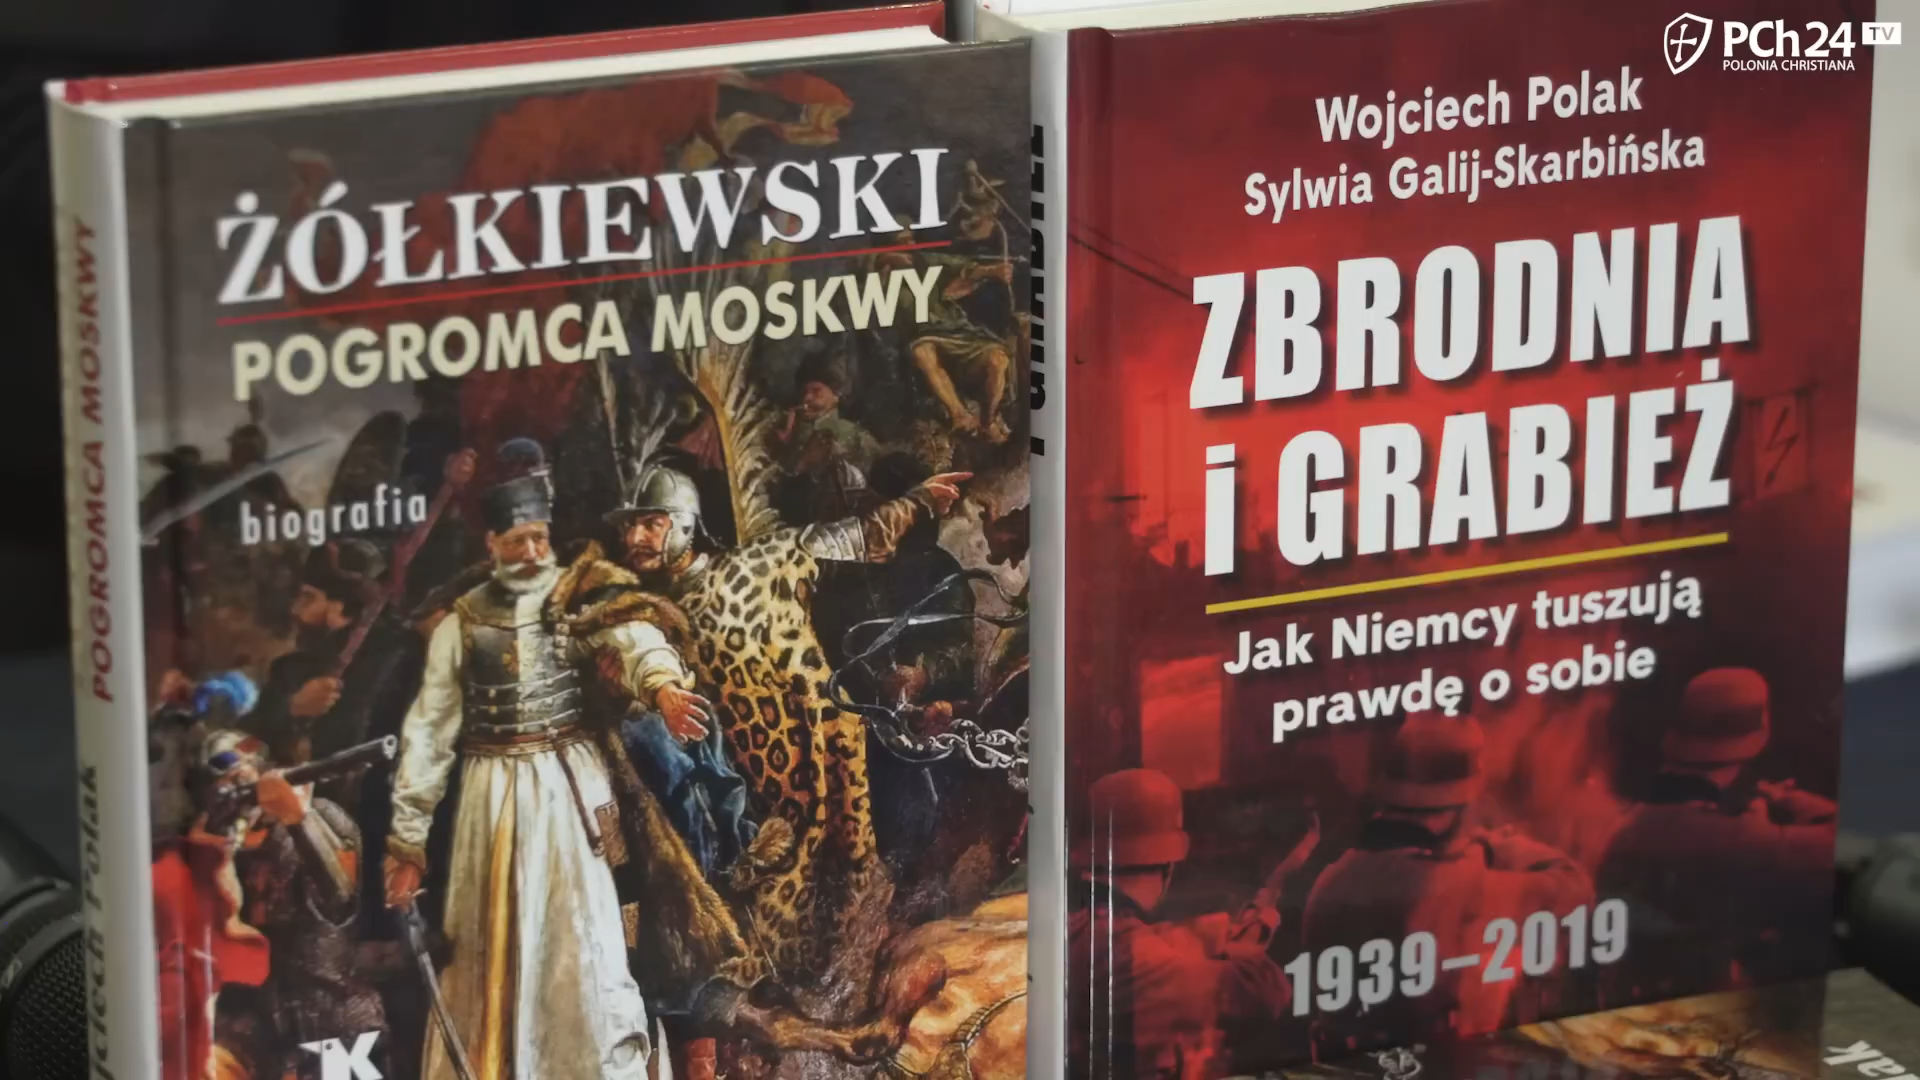 PCh24 TV
POLONIA CHRISTIANA
ŻÓŁKIEWSKI
POGROMCA MOSKWY
biografia
POGROMCA MOSKWY
Polak
Wojciech Polak
Sylwia Galij-Skarbińska
ZBRODNIA
i GRABIEŻ
Jak Niemcy tuszują
prawdę o sobie
1939–2019